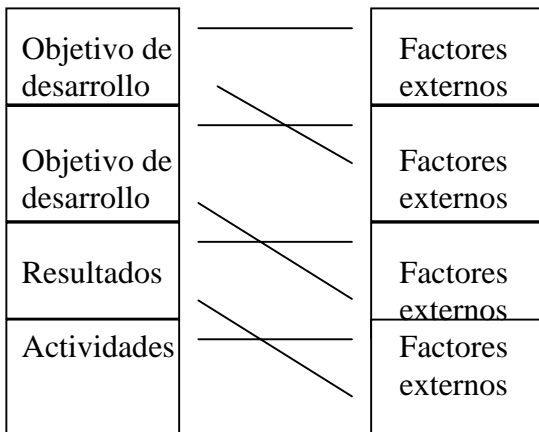 Objetivo de
desarrollo
Factores
externos
Objetivo de
desarrollo
Factores
externos
Resultados
Factores
externos
Actividades
Factores
externos